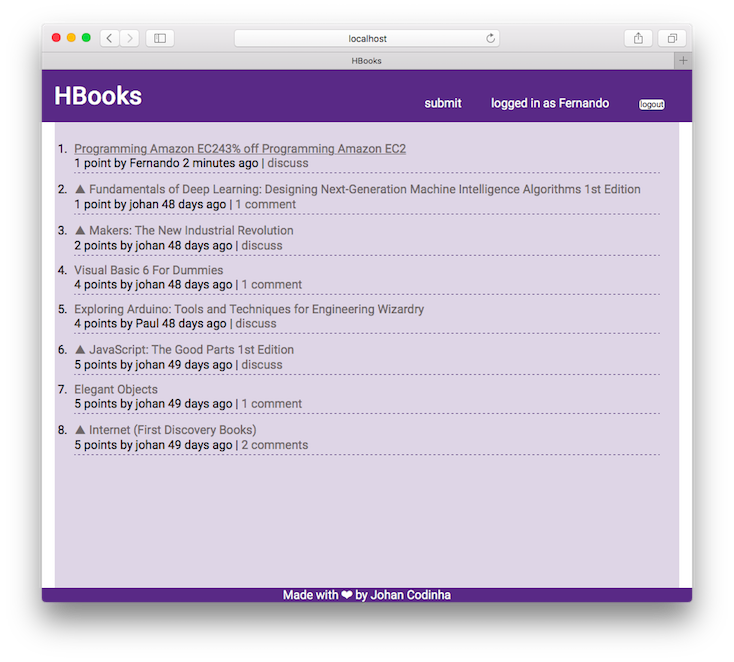 localhost
HBooks
HBooks
submit logged in as Fernando logout
1. Programming Amazon EC243% off Programming Amazon EC2
1 point by Fernando 2 minutes ago | discuss
2. ▲ Fundamentals of Deep Learning: Designing Next-Generation Machine Intelligence Algorithms 1st Edition
1 point by johan 48 days ago | 1 comment
3. ▲ Makers: The New Industrial Revolution
2 points by johan 48 days ago | discuss
4. Visual Basic 6 For Dummies
4 points by johan 48 days ago | 1 comment
5. Exploring Arduino: Tools and Techniques for Engineering Wizardry
4 points by Paul 48 days ago | discuss
6. ▲ JavaScript: The Good Parts 1st Edition
5 points by johan 49 days ago | discuss
7. Elegant Objects
5 points by johan 49 days ago | 1 comment
8. ▲ Internet (First Discovery Books)
5 points by johan 49 days ago | 2 comments
Made with ❤ by Johan Codinha